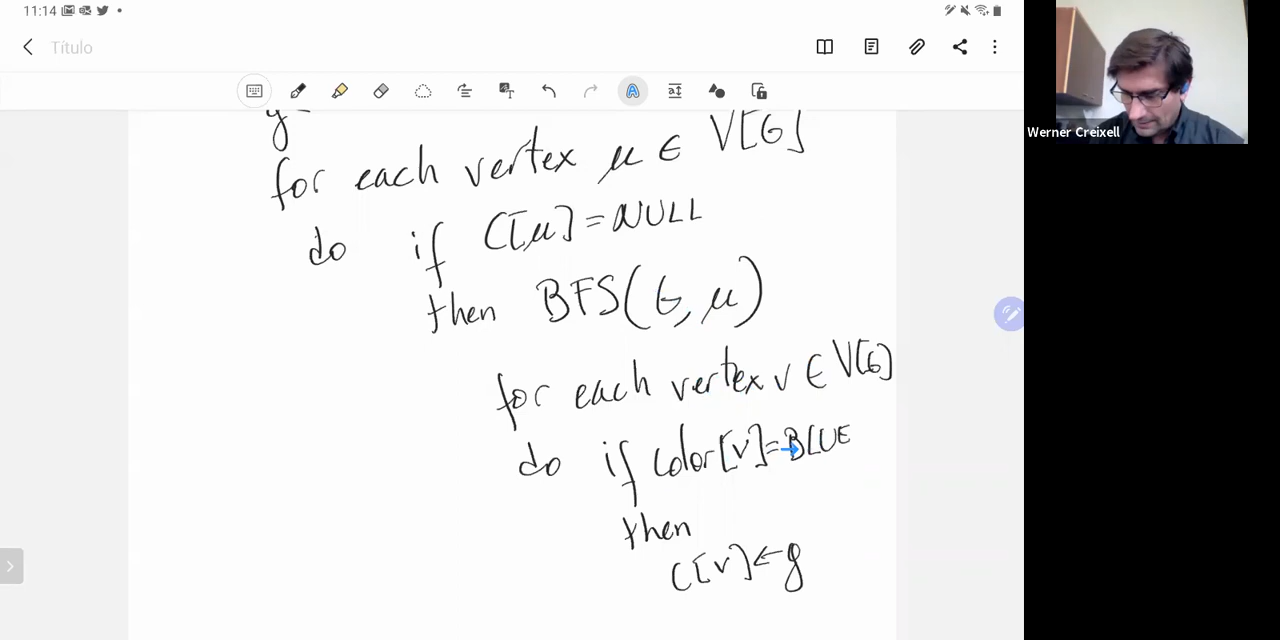 11:14
Título
for each vertex μ ∈ V[G]
do if C[μ] = NULL
then BFS(G, μ)
for each vertex v ∈ V[G]
do if color[v] = BLUE
then
C[v] ← g
Werner Creixell